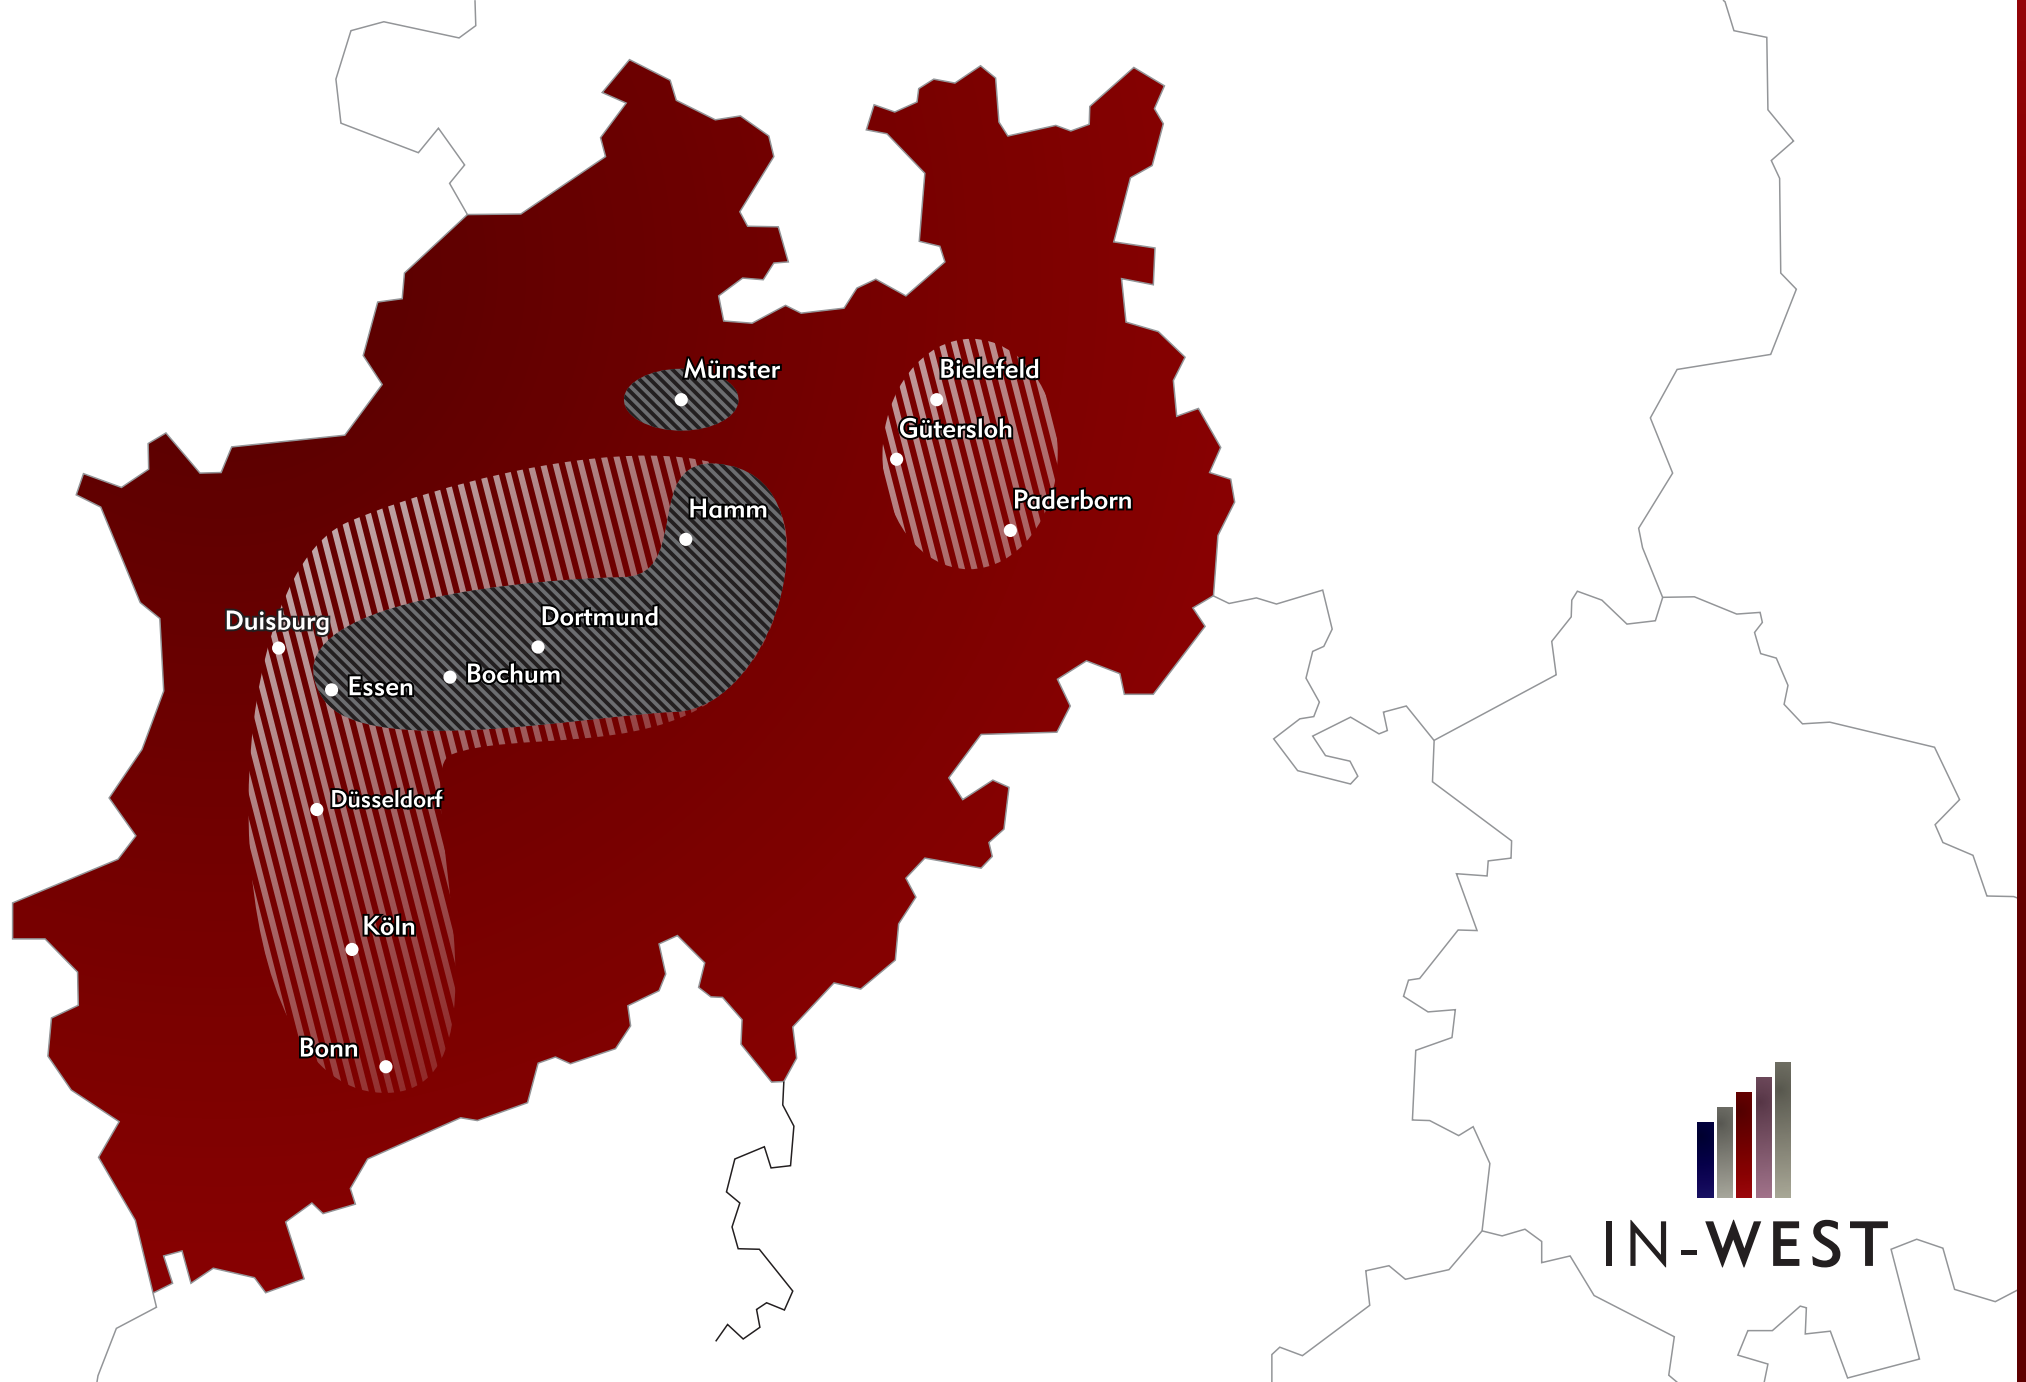 Münster
Bielefeld
Gütersloh
Paderborn
Hamm
Duisburg
Dortmund
Bochum
Essen
Düsseldorf
Köln
Bonn
IN-WEST